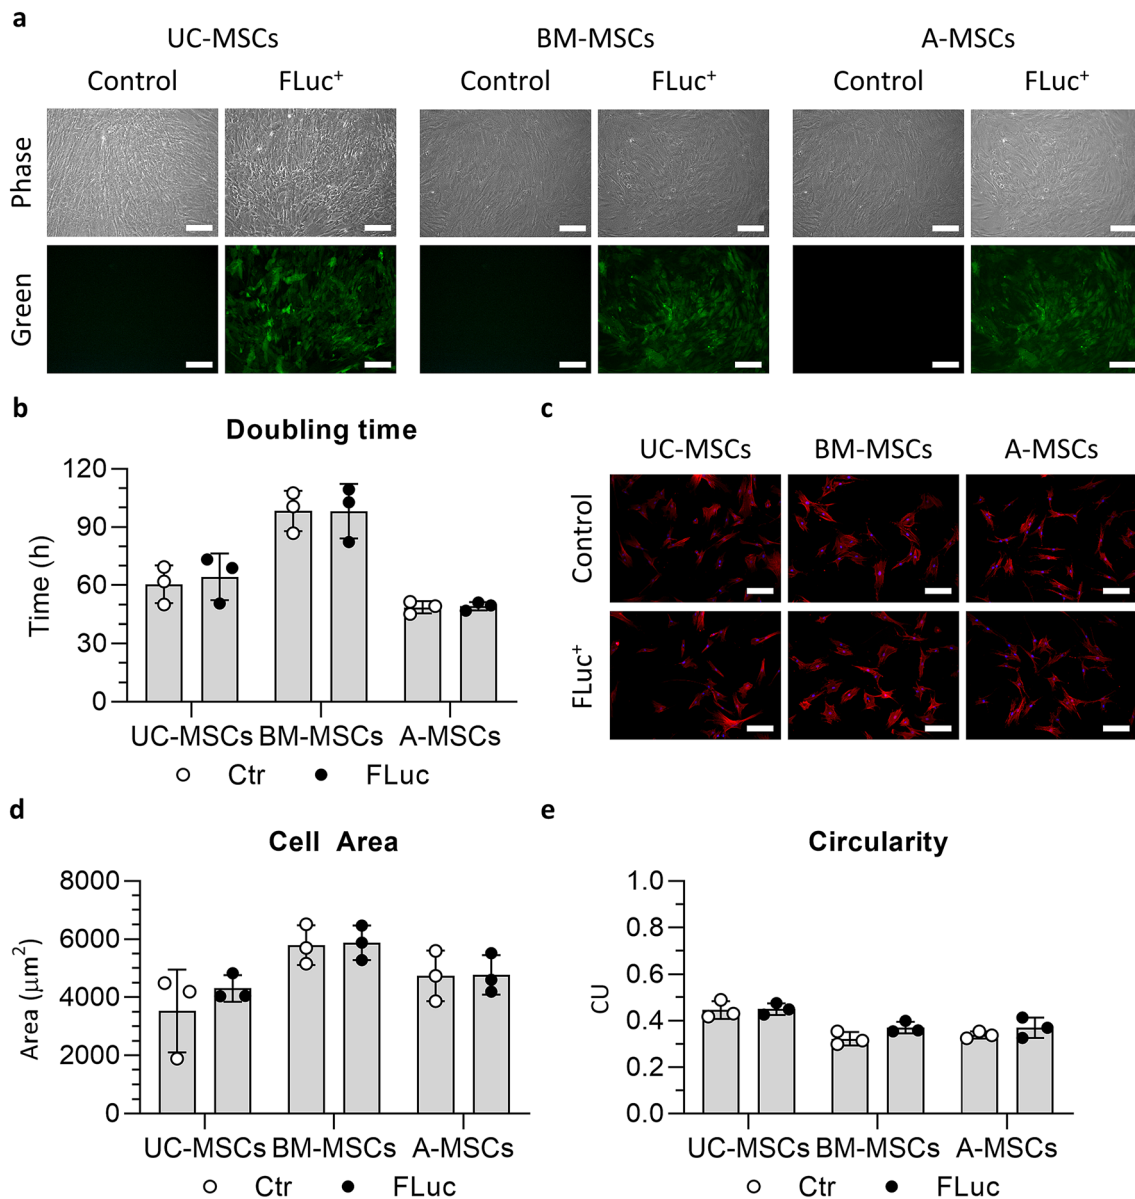 a
UC-MSCs BM-MSCs A-MSCs
Control FLuc⁺ Control FLuc⁺ Control FLuc⁺
Phase
Green
b
Doubling time
Time (h)
120
90
60
30
0
UC-MSCs BM-MSCs A-MSCs
Ctr FLuc
c
UC-MSCs BM-MSCs A-MSCs
Control
FLuc⁺
d
Cell Area
Area (μm²)
8000
6000
4000
2000
0
UC-MSCs BM-MSCs A-MSCs
Ctr FLuc
e
Circularity
CU
1.0
0.8
0.6
0.4
0.2
0.0
UC-MSCs BM-MSCs A-MSCs
Ctr FLuc